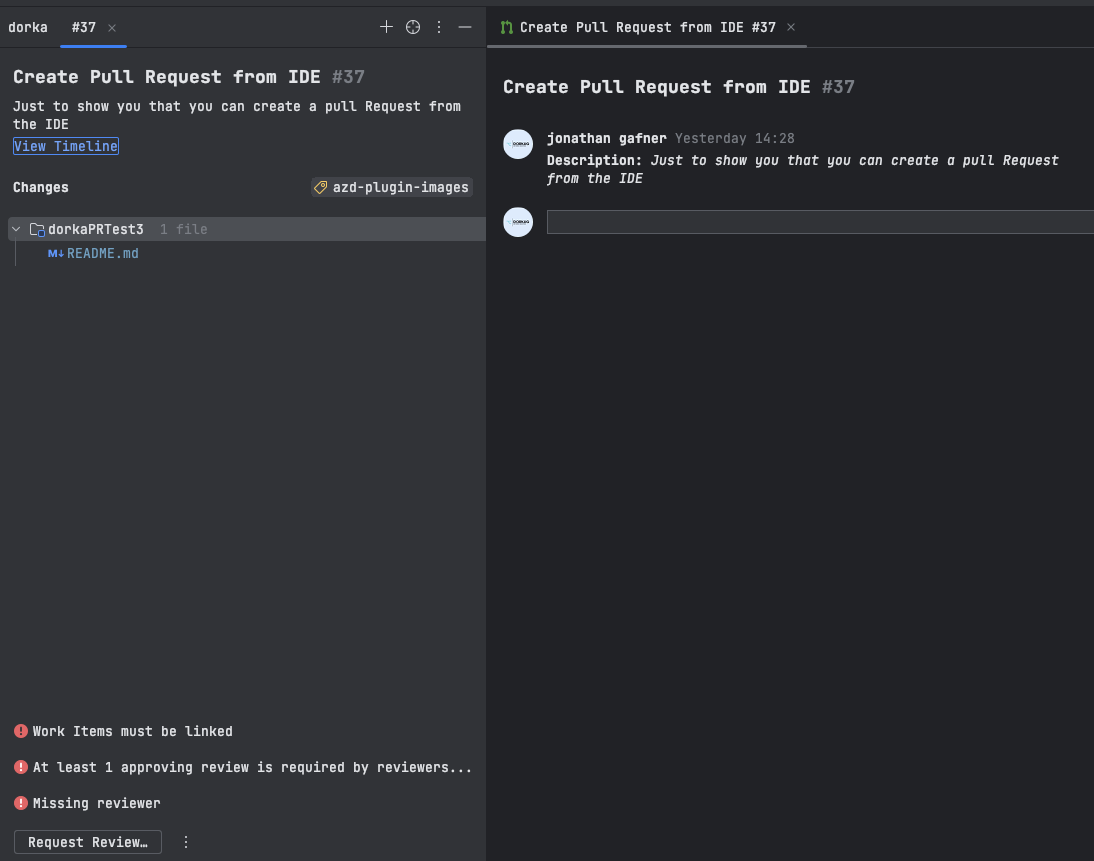 dorka #37
Create Pull Request from IDE #37
Just to show you that you can create a pull Request from
the IDE
View Timeline
Changes azd-plugin-images
dorkaPRTest3 1 file
M↓ README.md
Work Items must be linked
At least 1 approving review is required by reviewers...
Missing reviewer
Request Review…
Create Pull Request from IDE #37
Create Pull Request from IDE #37
jonathan gafner Yesterday 14:28
Description: Just to show you that you can create a pull Request
from the IDE